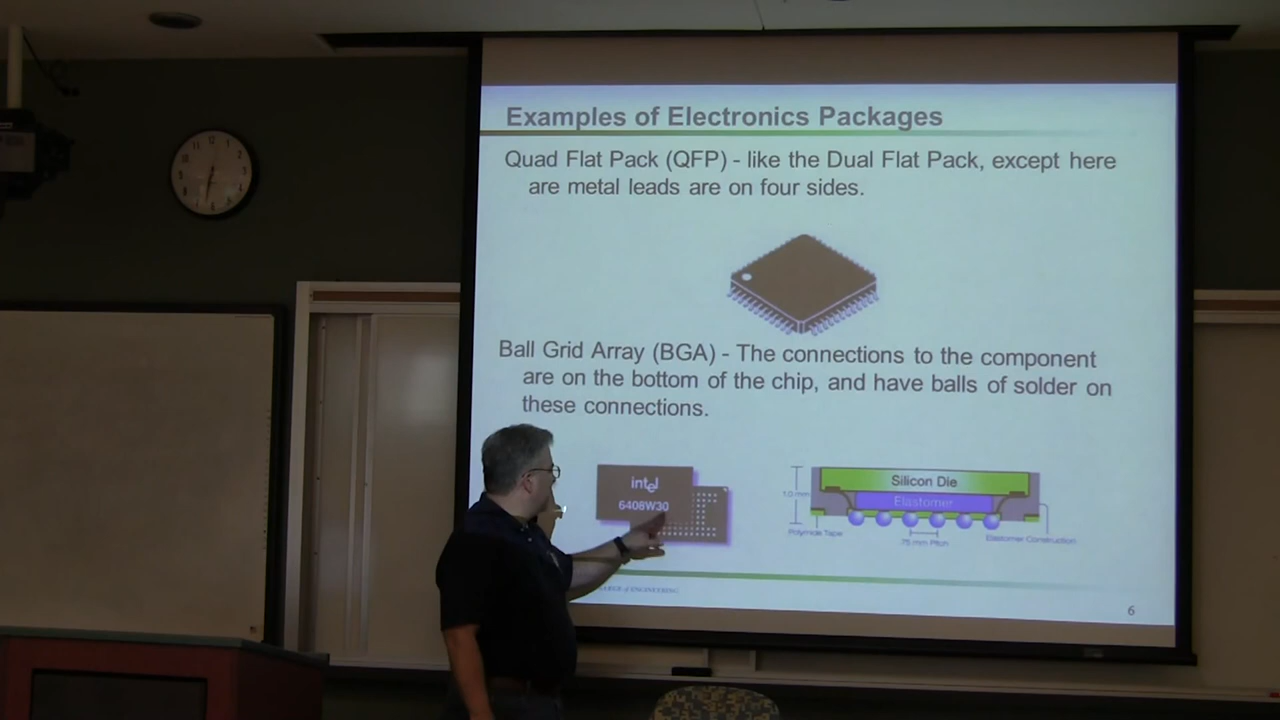 Examples of Electronics Packages
Quad Flat Pack (QFP) - like the Dual Flat Pack, except here
are metal leads are on four sides.
Ball Grid Array (BGA) - The connections to the component
are on the bottom of the chip, and have balls of solder on
these connections.
intel
6408W30
Silicon Die
Elastomer
1.0 mm
Polymide Tape
.75 mm Pitch
Elastomer Construction
of ENGINEERING
6